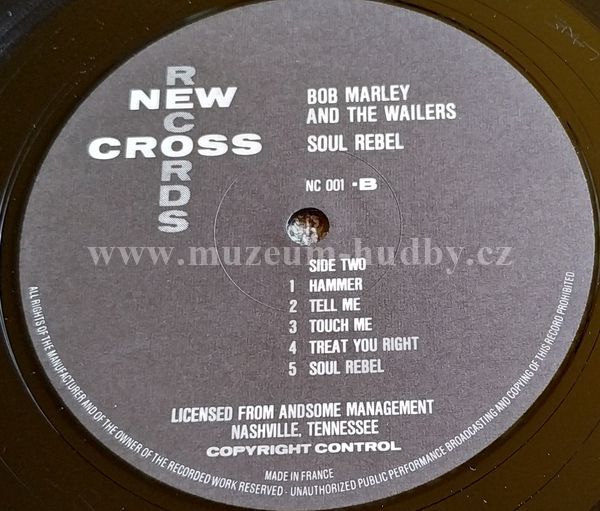 NEW
CROSS
RECORDS
BOB MARLEY
AND THE WAILERS
SOUL REBEL
NC 001 ·B
www.muzeum-hudby.cz
SIDE TWO
1 HAMMER
2 TELL ME
3 TOUCH ME
4 TREAT YOU RIGHT
5 SOUL REBEL
LICENSED FROM ANDSOME MANAGEMENT
NASHVILLE, TENNESSEE
COPYRIGHT CONTROL
MADE IN FRANCE
ALL RIGHTS OF THE MANUFACTURER AND OF THE OWNER OF THE RECORDED WORK RESERVED · UNAUTHORIZED PUBLIC PERFORMANCE BROADCASTING AND COPYING OF THIS RECORD PROHIBITED